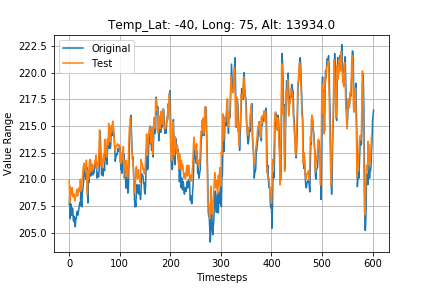 Temp_Lat: -40, Long: 75, Alt: 13934.0
Original
Test
Value Range
222.5
220.0
217.5
215.0
212.5
210.0
207.5
205.0
0 100 200 300 400 500 600
Timesteps